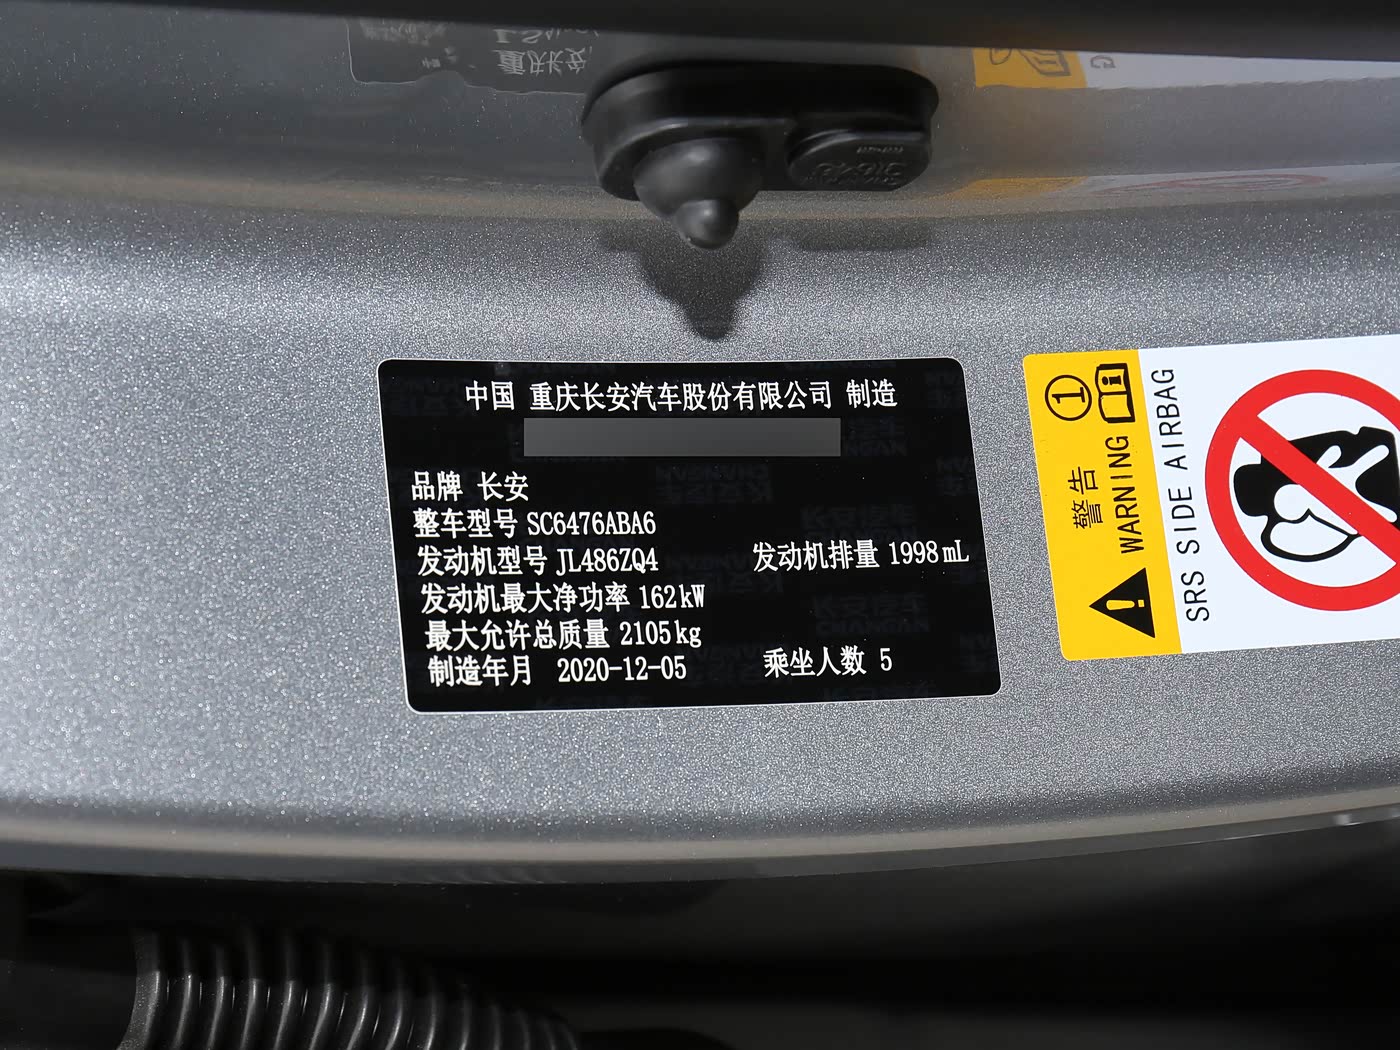 中国 重庆长安汽车股份有限公司 制造
品牌 长安
整车型号 SC6476ABA6
发动机型号 JL486ZQ4 发动机排量 1998mL
发动机最大净功率 162kW
最大允许总质量 2105kg
制造年月 2020-12-05 乘坐人数 5
1
警告
WARNING
SRS SIDE AIRBAG